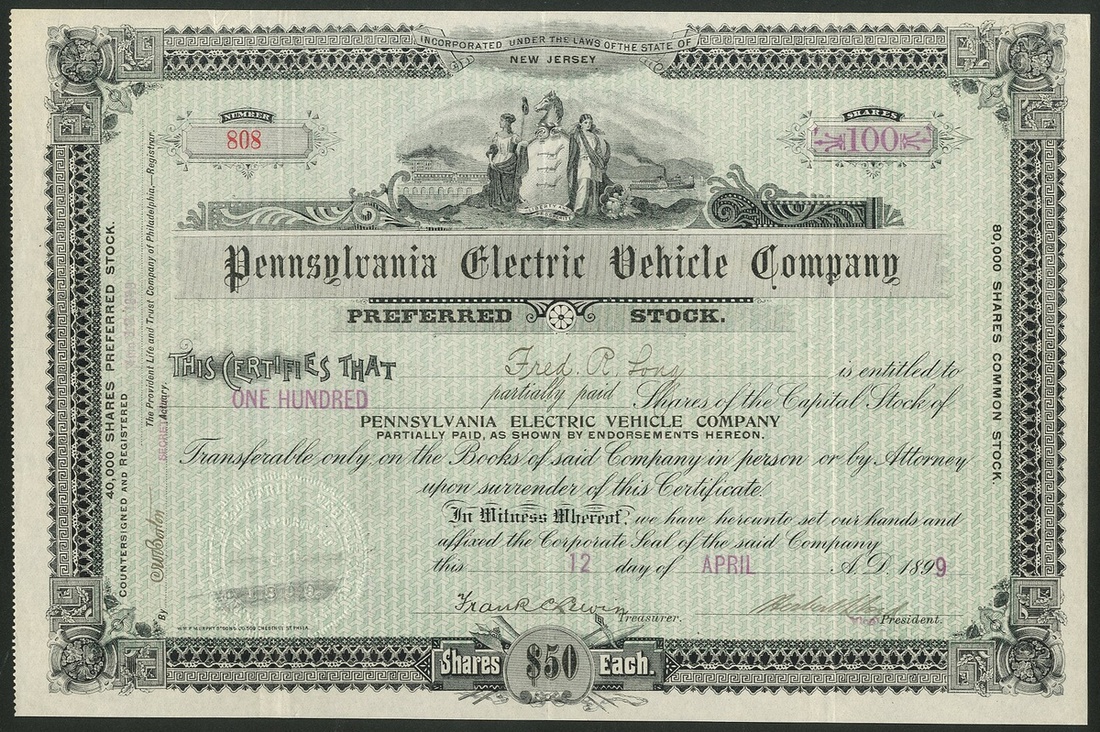 INCORPORATED UNDER THE LAWS OF THE STATE OF
NEW JERSEY
NUMBER
808
SHARES
100
Pennsylvania Electric Vehicle Company
PREFERRED STOCK.
THIS CERTIFIES THAT Fred. R. Long is entitled to
ONE HUNDRED partially paid Shares of the Capital Stock of
PENNSYLVANIA ELECTRIC VEHICLE COMPANY
PARTIALLY PAID, AS SHOWN BY ENDORSEMENTS HEREON.
Transferable only on the Books of said Company in person or by Attorney
upon surrender of this Certificate.
In Witness Whereof, we have hereunto set our hands and
affixed the Corporate Seal of the said Company
this 12 day of APRIL A.D. 1899
Treasurer.
President.
Shares $50 Each.
40,000 SHARES PREFERRED STOCK.
COUNTERSIGNED AND REGISTERED
The Provident Life and Trust Company of Philadelphia,—Registrar.
By Actuary.
80,000 SHARES COMMON STOCK.